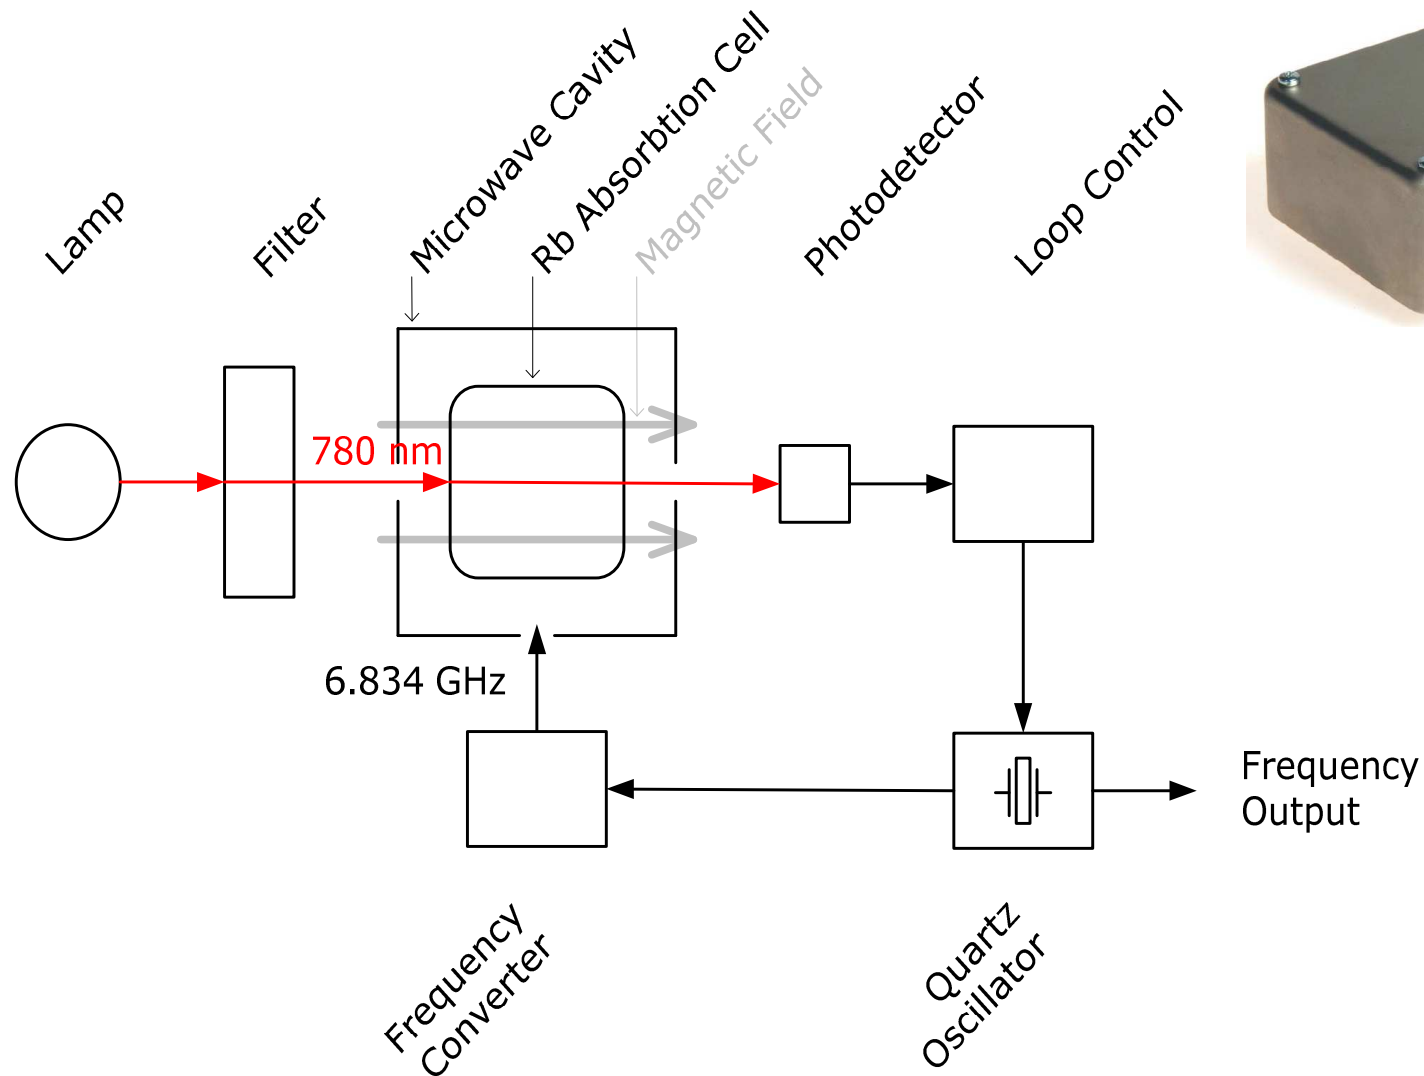 Lamp
Filter
Microwave Cavity
Rb Absorbtion Cell
Magnetic Field
Photodetector
Loop Control
780 nm
6.834 GHz
Frequency
Output
Frequency
Converter
Quartz
Oscillator